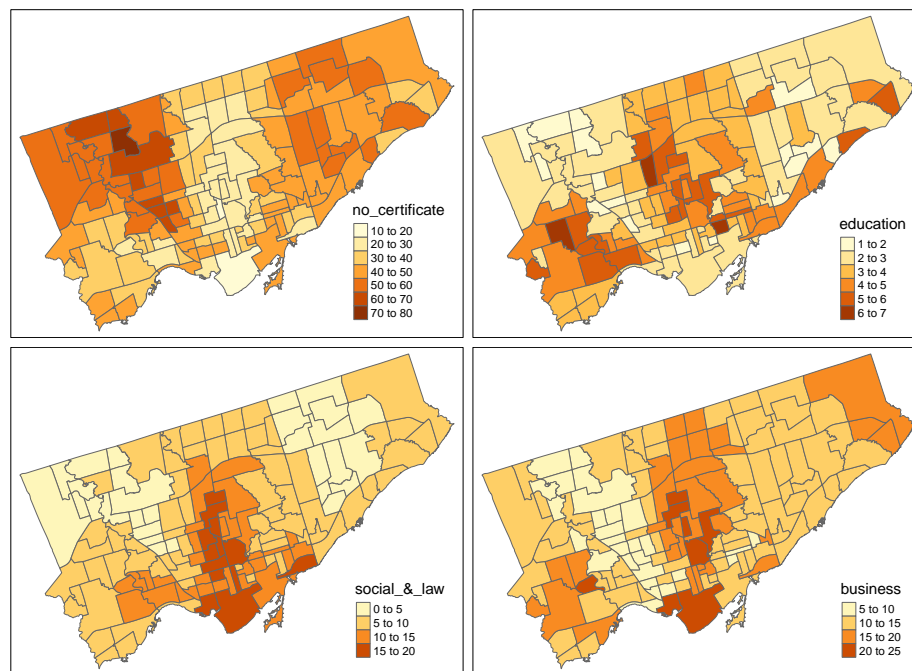 no_certificate
10 to 20
20 to 30
30 to 40
40 to 50
50 to 60
60 to 70
70 to 80
education
1 to 2
2 to 3
3 to 4
4 to 5
5 to 6
6 to 7
social_&_law
0 to 5
5 to 10
10 to 15
15 to 20
business
5 to 10
10 to 15
15 to 20
20 to 25